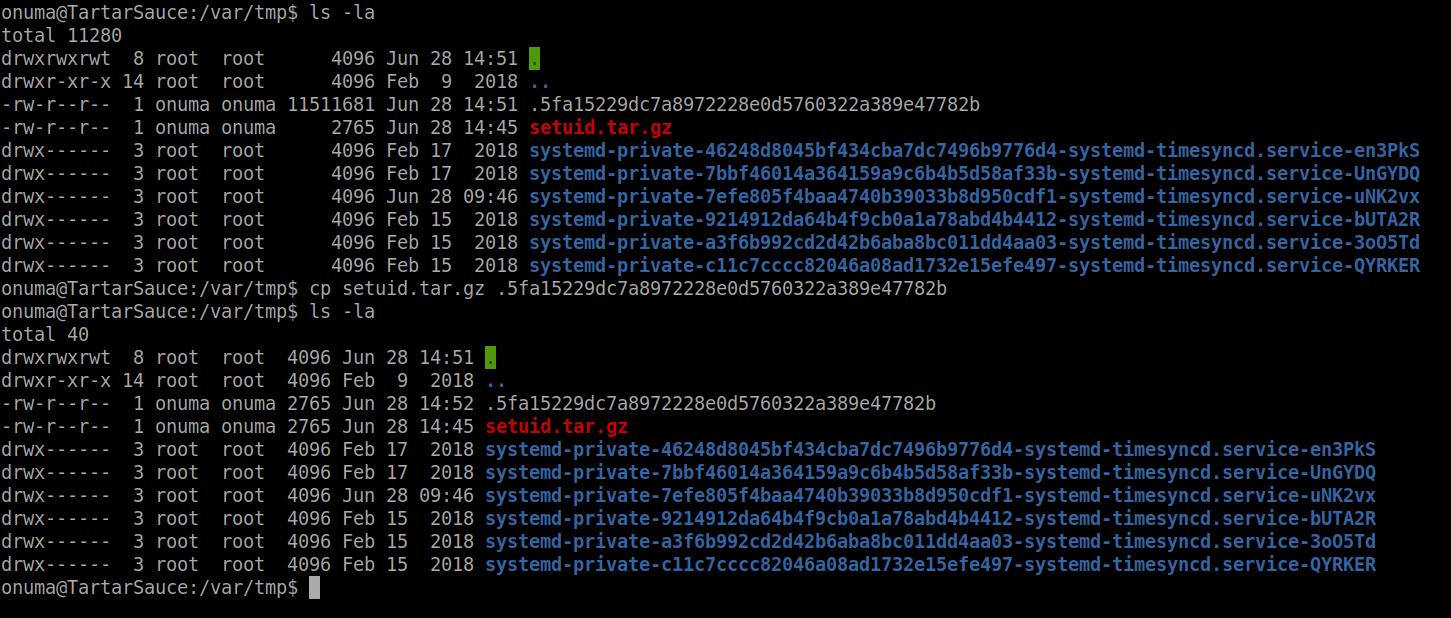 onuma@TartarSauce:/var/tmp$ ls -la
total 11280
drwxrwxrwt  8 root  root      4096 Jun 28 14:51 .
drwxr-xr-x 14 root  root      4096 Feb  9  2018 ..
-rw-r--r--  1 onuma onuma 11511681 Jun 28 14:51 .5fa15229dc7a8972228e0d5760322a389e47782b
-rw-r--r--  1 onuma onuma     2765 Jun 28 14:45 setuid.tar.gz
drwx------  3 root  root      4096 Feb 17  2018 systemd-private-46248d8045bf434cba7dc7496b9776d4-systemd-timesyncd.service-en3PkS
drwx------  3 root  root      4096 Feb 17  2018 systemd-private-7bbf46014a364159a9c6b4b5d58af33b-systemd-timesyncd.service-UnGYDQ
drwx------  3 root  root      4096 Jun 28 09:46 systemd-private-7efe805f4baa4740b39033b8d950cdf1-systemd-timesyncd.service-uNK2vx
drwx------  3 root  root      4096 Feb 15  2018 systemd-private-9214912da64b4f9cb0a1a78abd4b4412-systemd-timesyncd.service-bUTA2R
drwx------  3 root  root      4096 Feb 15  2018 systemd-private-a3f6b992cd2d42b6aba8bc011dd4aa03-systemd-timesyncd.service-3oO5Td
drwx------  3 root  root      4096 Feb 15  2018 systemd-private-c11c7cccc82046a08ad1732e15efe497-systemd-timesyncd.service-QYRKER
onuma@TartarSauce:/var/tmp$ cp setuid.tar.gz .5fa15229dc7a8972228e0d5760322a389e47782b
onuma@TartarSauce:/var/tmp$ ls -la
total 40
drwxrwxrwt  8 root  root  4096 Jun 28 14:51 .
drwxr-xr-x 14 root  root  4096 Feb  9  2018 ..
-rw-r--r--  1 onuma onuma 2765 Jun 28 14:52 .5fa15229dc7a8972228e0d5760322a389e47782b
-rw-r--r--  1 onuma onuma 2765 Jun 28 14:45 setuid.tar.gz
drwx------  3 root  root  4096 Feb 17  2018 systemd-private-46248d8045bf434cba7dc7496b9776d4-systemd-timesyncd.service-en3PkS
drwx------  3 root  root  4096 Feb 17  2018 systemd-private-7bbf46014a364159a9c6b4b5d58af33b-systemd-timesyncd.service-UnGYDQ
drwx------  3 root  root  4096 Jun 28 09:46 systemd-private-7efe805f4baa4740b39033b8d950cdf1-systemd-timesyncd.service-uNK2vx
drwx------  3 root  root  4096 Feb 15  2018 systemd-private-9214912da64b4f9cb0a1a78abd4b4412-systemd-timesyncd.service-bUTA2R
drwx------  3 root  root  4096 Feb 15  2018 systemd-private-a3f6b992cd2d42b6aba8bc011dd4aa03-systemd-timesyncd.service-3oO5Td
drwx------  3 root  root  4096 Feb 15  2018 systemd-private-c11c7cccc82046a08ad1732e15efe497-systemd-timesyncd.service-QYRKER
onuma@TartarSauce:/var/tmp$